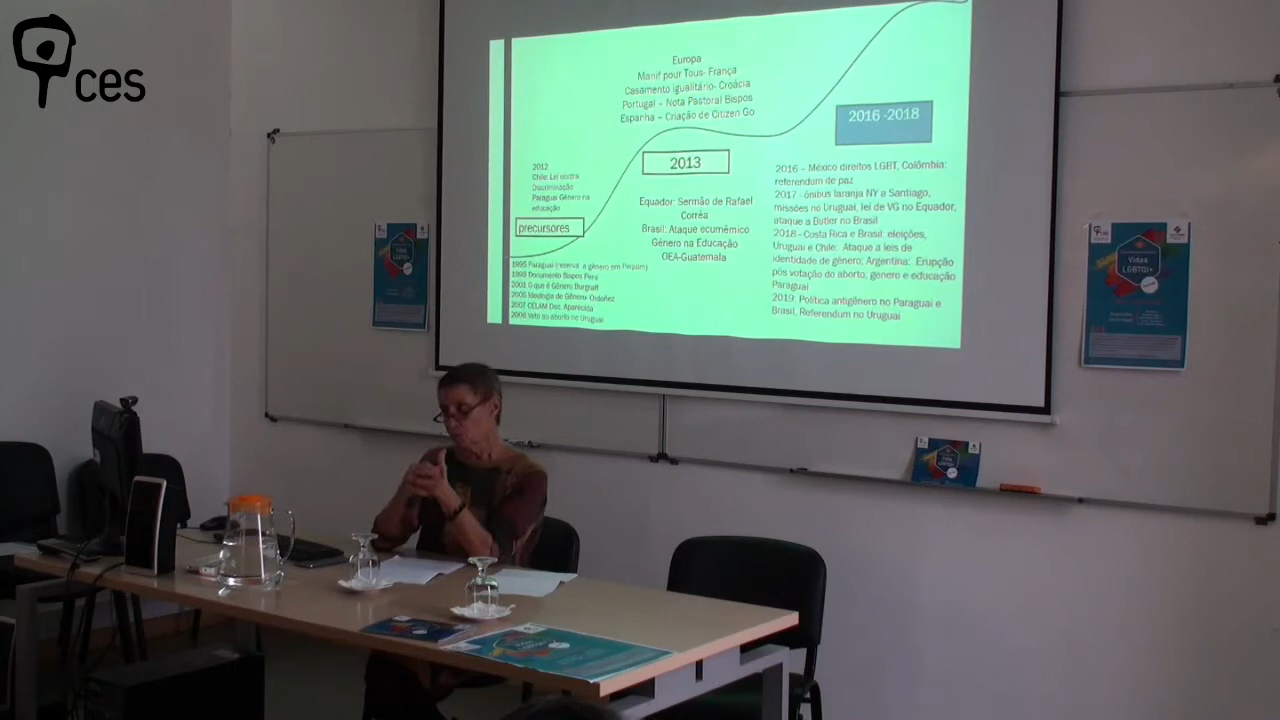 ces
Europa
Manif pour Tous- França
Casamento Igualitário- Croácia
Portugal – Nota Pastoral Bispos
Espanha – Criação de Citizen Go
2016 -2018
2013
2012
Chile: Lei contra
Discriminação
Paraguai Gênero na
educação
precursores
1995 Paraguai (reserva a gênero em Pequim)
1998 Documento Bispos Peru
2001 O que é Gênero Burgraff
2005 Ideologia de Gênero- Ordoñez
2007 CELAM Doc. Aparecida
2008 Veto ao aborto no Uruguai
Equador: Sermão de Rafael
Corrêa
Brasil: Ataque ecumêmico
Gênero na Educação
OEA-Guatemala
2016 – México direitos LGBT, Colômbia:
referendum de paz
2017 - ônibus laranja NY a Santiago,
missões no Uruguai, lei de VG no Equador,
ataque a Butler no Brasil
2018 - Costa Rica e Brasil: eleições,
Uruguai e Chile: Ataque a leis de
identidade de gênero; Argentina: Erupção
pós votação do aborto, genero e educação
Paraguai
2019: Política antigênero no Paraguai e
Brasil, Referendum no Uruguai
Vidas
LGBTQI+